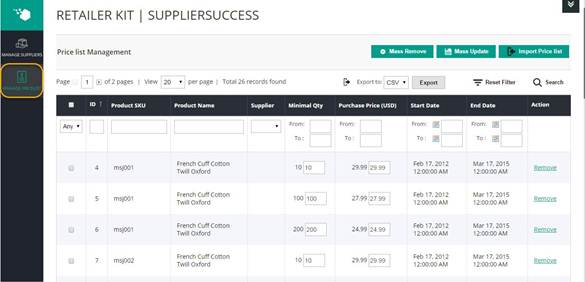 RETAILER KIT | SUPPLIERSUCCESS
MANAGE SUPPLIERS
Price list Management
Mass Remove Mass Update Import Price list
Page 1 of 2 pages | View 20 per page | Total 26 records found Export to: CSV Export Reset Filter Search
ID Product SKU Product Name Supplier Minimal Qty Purchase Price (USD) Start Date End Date Action
Any From: From: From: From:
To : To : To : To :
4 msj001 French Cuff Cotton Twill Oxford 10 10 29.99 29.99 Feb 17, 2012 12:00:00 AM Mar 17, 2015 12:00:00 AM Remove
5 msj001 French Cuff Cotton Twill Oxford 100 100 27.99 27.99 Feb 17, 2012 12:00:00 AM Mar 17, 2015 12:00:00 AM Remove
6 msj001 French Cuff Cotton Twill Oxford 200 200 24.99 24.99 Feb 17, 2012 12:00:00 AM Mar 17, 2015 12:00:00 AM Remove
7 msj002 French Cuff Cotton Twill Oxford 10 10 29.99 29.99 Feb 17, 2012 12:00:00 AM Mar 17, 2015 12:00:00 AM Remove